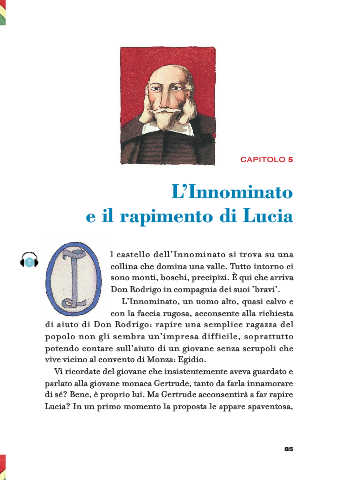 CAPITOLO 5
L'Innominato
e il rapimento di Lucia
Il castello dell'Innominato si trova su una
collina che domina una valle. Tutto intorno ci
sono monti, boschi, precipizi. È qui che arriva
Don Rodrigo in compagnia dei suoi "bravi".
L'Innominato, un uomo alto, quasi calvo e
con la faccia rugosa, acconsente alla richiesta
di aiuto di Don Rodrigo: rapire una semplice ragazza del
popolo non gli sembra un'impresa difficile, soprattutto
potendo contare sull'aiuto di un giovane senza scrupoli che
vive vicino al convento di Monza: Egidio.
Vi ricordate del giovane che insistentemente aveva guardato e
parlato alla giovane monaca Gertrude, tanto da farla innamorare
di sé? Bene, è proprio lui. Ma Gertrude acconsentirà a far rapire
Lucia? In un primo momento la proposta le appare spaventosa,
85